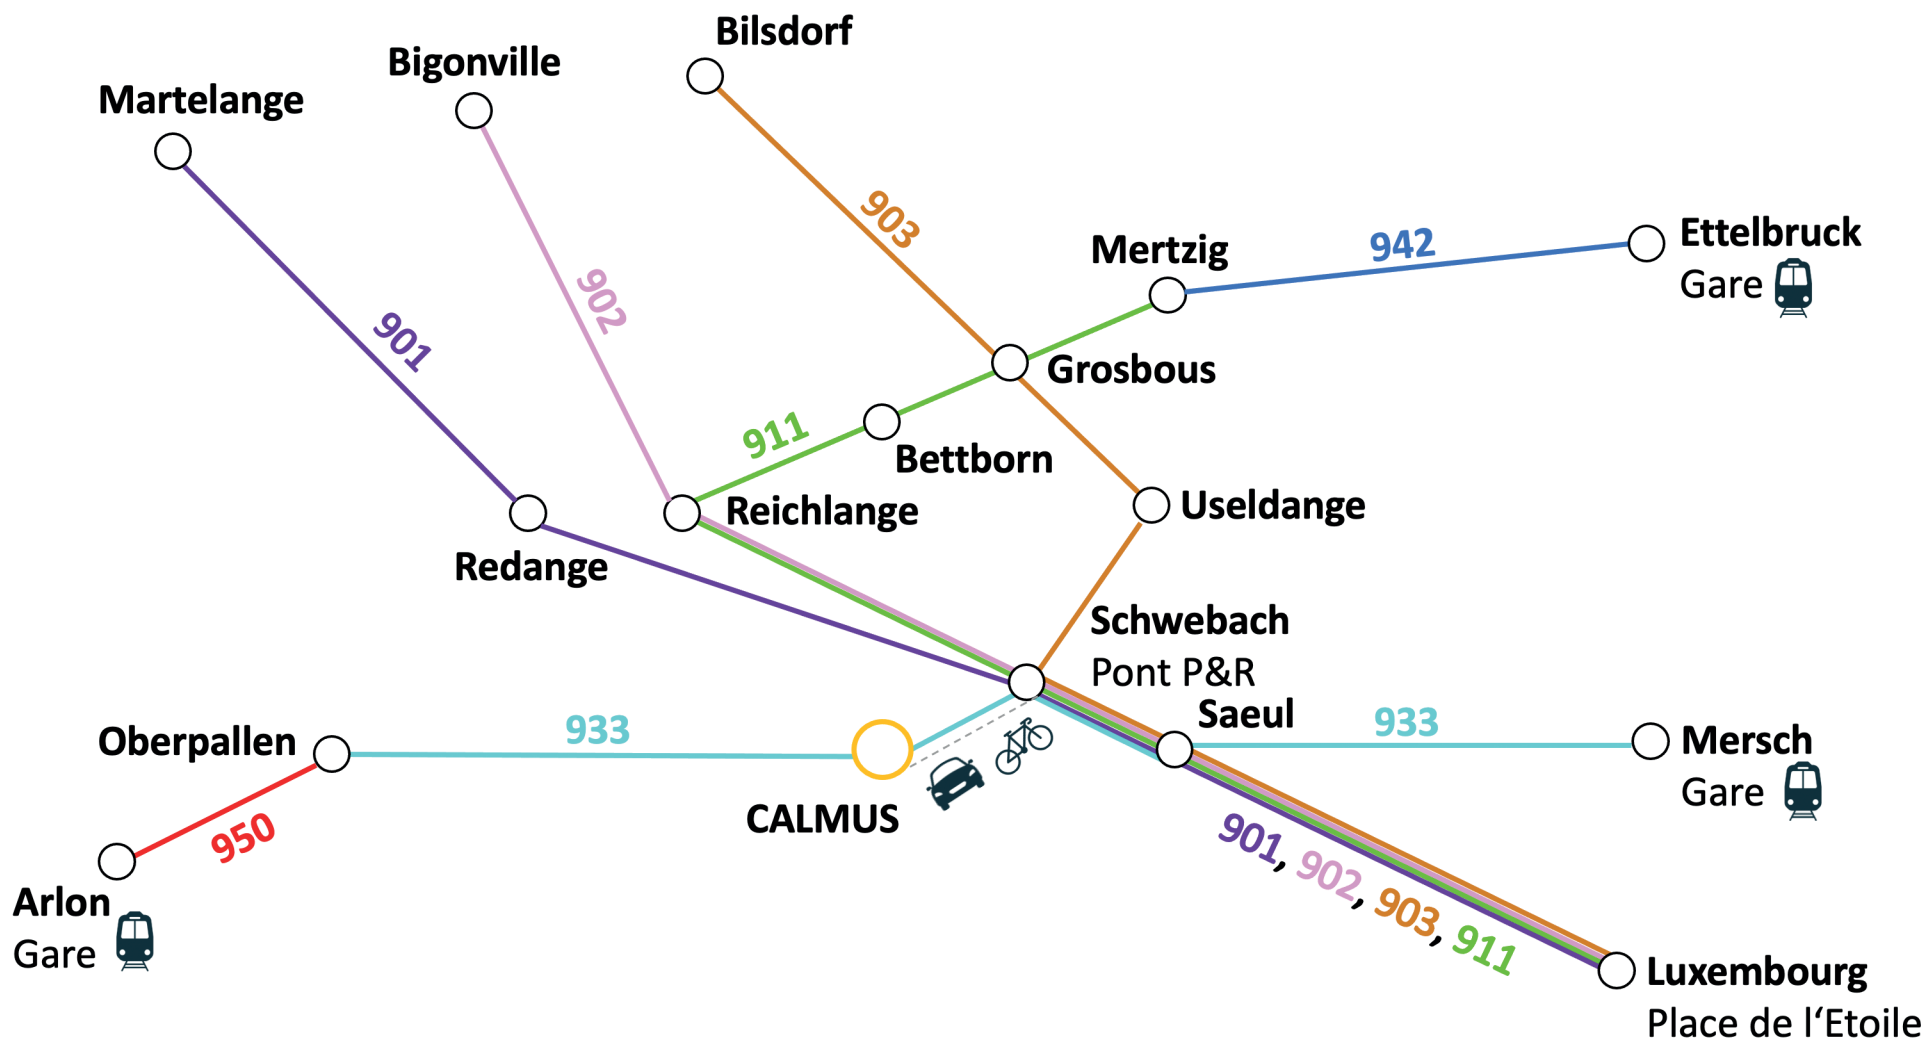 Bilsdorf
Bigonville
Martelange
903
Mertzig
942
Ettelbruck
Gare
902
901
Grosbous
911
Bettborn
Reichlange
Useldange
Redange
Schwebach
Pont P&R
Saeul
Oberpallen
933
933
Mersch
Gare
CALMUS
950
901, 902, 903, 911
Arlon
Gare
Luxembourg
Place de l‘Etoile